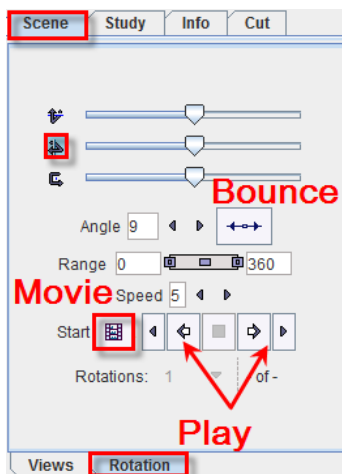 Scene Study Info Cut
Bounce
Angle 9
Range 0 360
Movie Speed 5
Start
Rotations: 1 of -
Play
Views Rotation